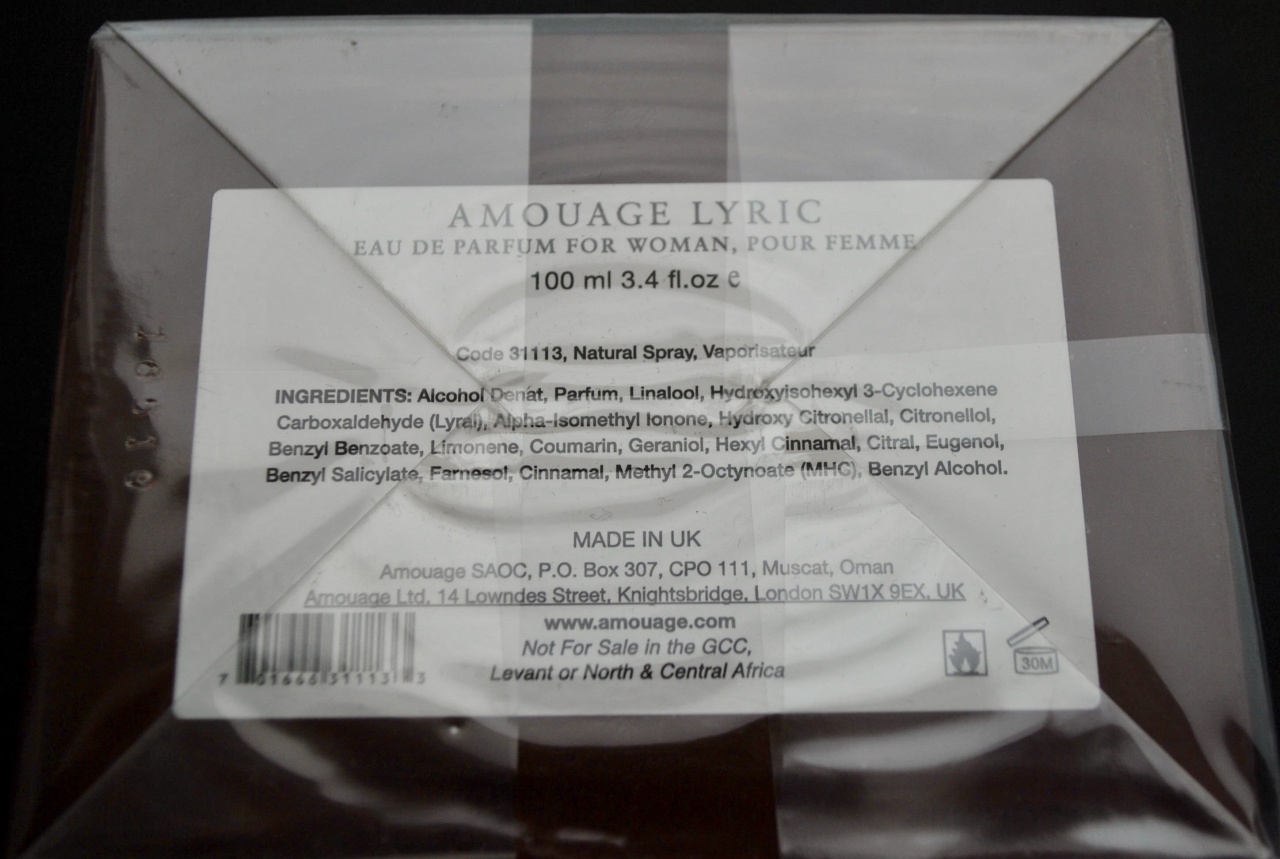 AMOUAGE LYRIC
EAU DE PARFUM FOR WOMAN, POUR FEMME
100 ml 3.4 fl.oz e
Code 31113, Natural Spray, Vaporisateur
INGREDIENTS: Alcohol Denat, Parfum, Linalool, Hydroxyisohexyl 3-Cyclohexene
Carboxaldehyde (Lyral), Alpha-Isomethyl Ionone, Hydroxy Citronellal, Citronellol,
Benzyl Benzoate, Limonene, Coumarin, Geraniol, Hexyl Cinnamal, Citral, Eugenol,
Benzyl Salicylate, Farnesol, Cinnamal, Methyl 2-Octynoate (MHC), Benzyl Alcohol.
MADE IN UK
Amouage SAOC, P.O. Box 307, CPO 111, Muscat, Oman
Amouage Ltd. 14 Lowndes Street, Knightsbridge, London SW1X 9EX, UK
www.amouage.com
Not For Sale in the GCC,
Levant or North & Central Africa
30M